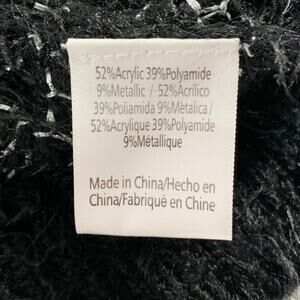 52%Acrylic 39%Polyamide
9%Metallic / 52%Acrílico
39%Poliamida 9%Metálica /
52%Acrylique 39%Polyamide
9%Métallique
Made in China/Hecho en
China/Fabriqué en Chine